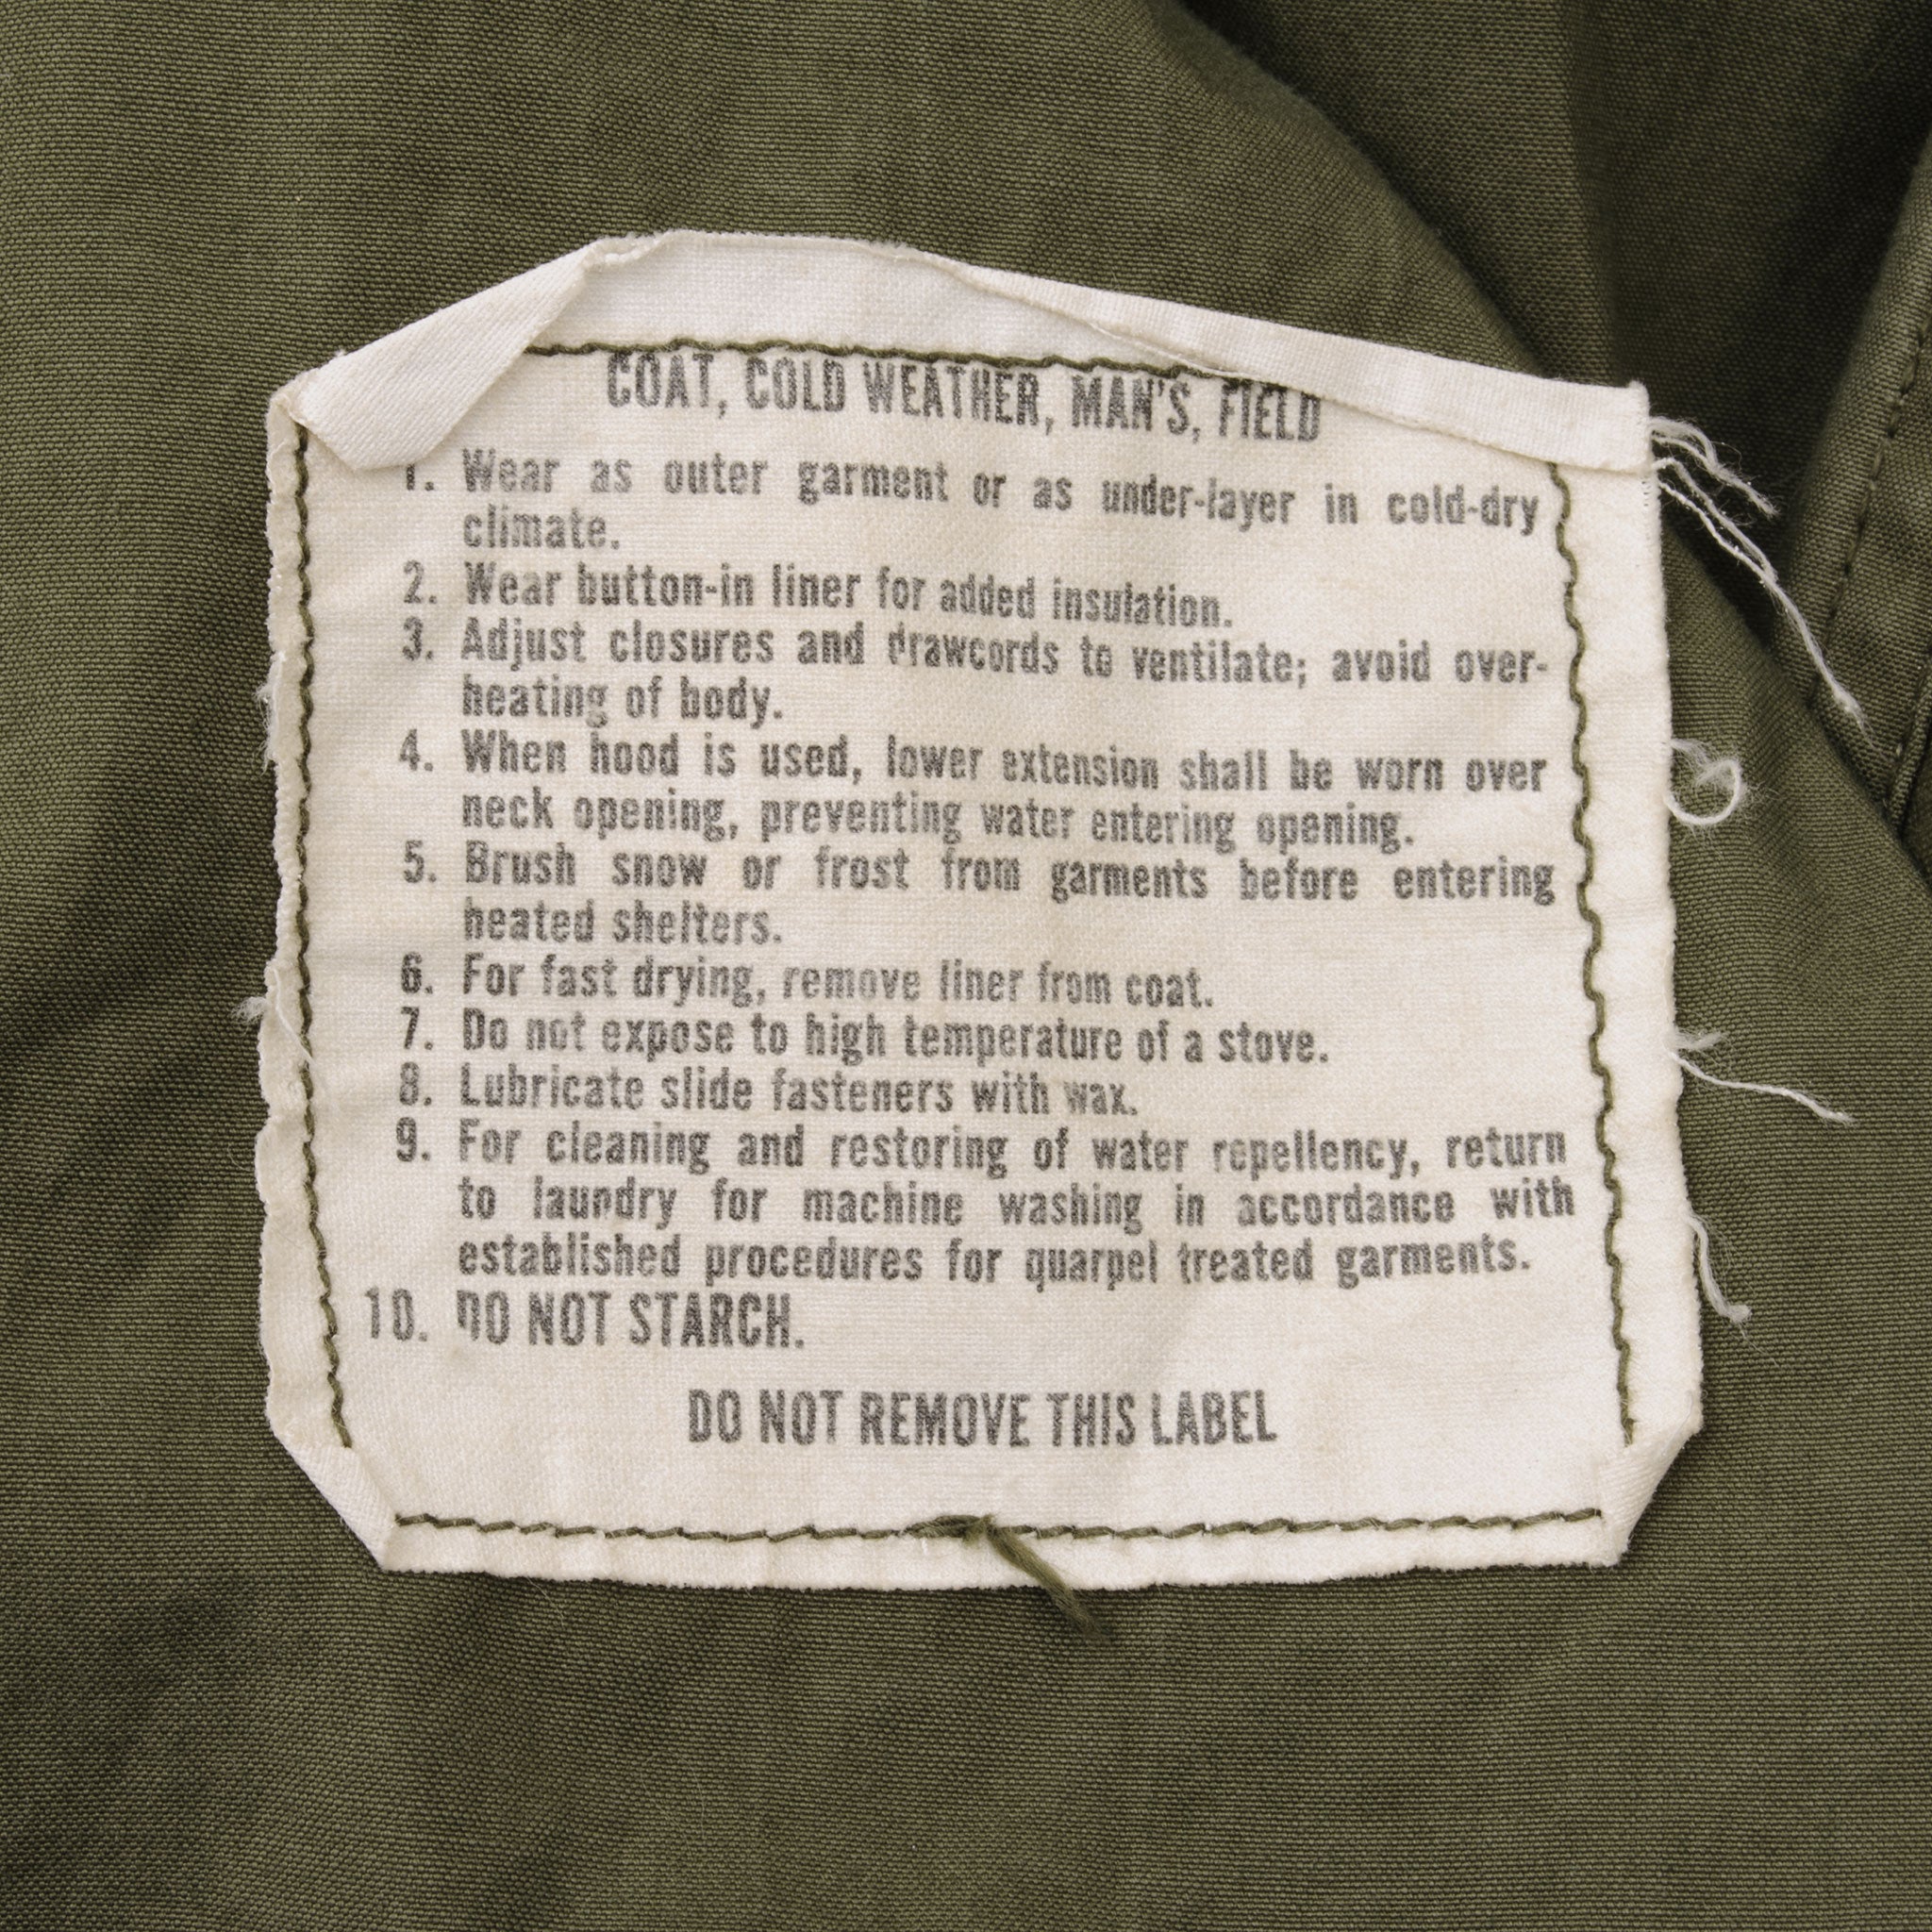 COAT, COLD WEATHER, MAN'S, FIELD
1. Wear as outer garment or as under-layer in cold-dry
climate.
2. Wear button-in liner for added insulation.
3. Adjust closures and drawcords to ventilate; avoid over-
heating of body.
4. When hood is used, lower extension shall be worn over
neck opening, preventing water entering opening.
5. Brush snow or frost from garments before entering
heated shelters.
6. For fast drying, remove liner from coat.
7. Do not expose to high temperature of a stove.
8. Lubricate slide fasteners with wax.
9. For cleaning and restoring of water repellency, return
to laundry for machine washing in accordance with
established procedures for quarpel treated garments.
10. DO NOT STARCH.
DO NOT REMOVE THIS LABEL